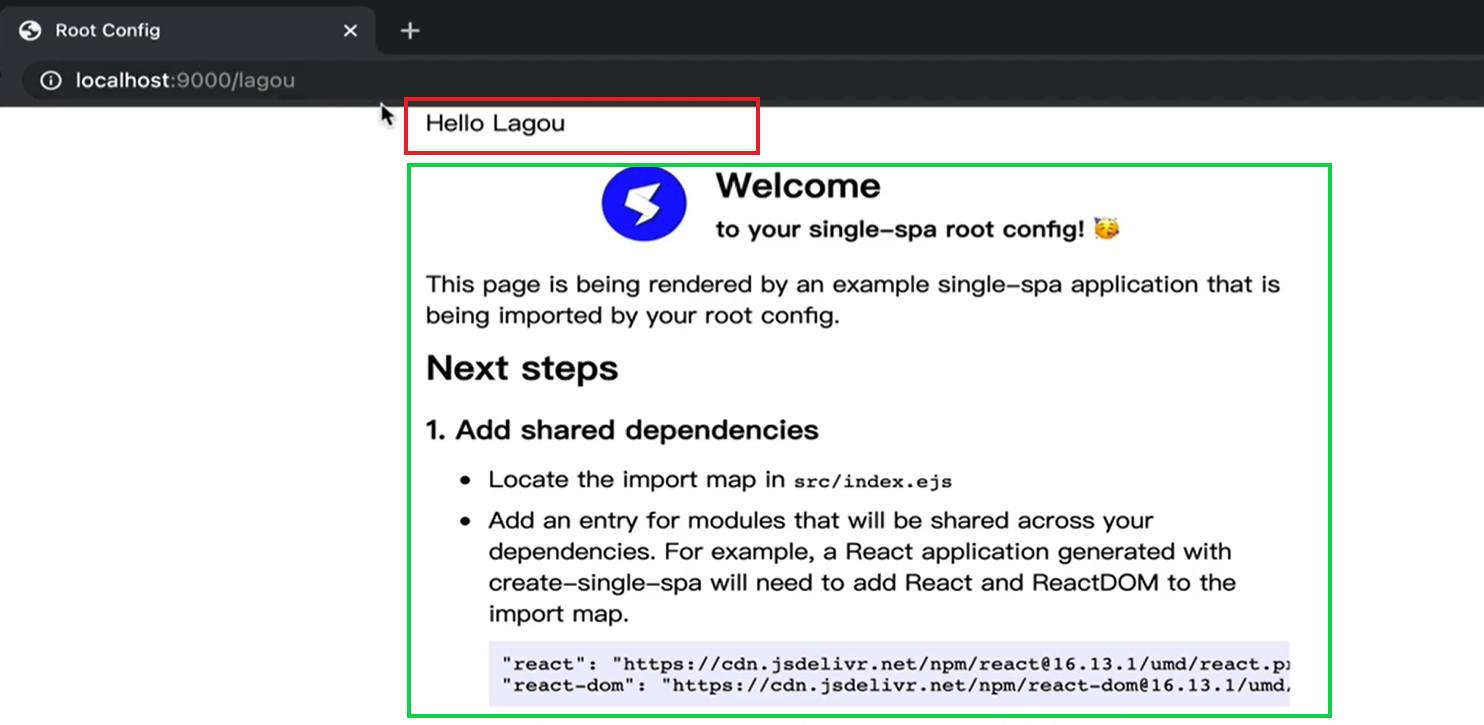 Root Config
localhost:9000/lagou
Hello Lagou
Welcome
to your single-spa root config! 🥳
This page is being rendered by an example single-spa application that is
being imported by your root config.
Next steps
1. Add shared dependencies
• Locate the import map in src/index.ejs
• Add an entry for modules that will be shared across your
dependencies. For example, a React application generated with
create-single-spa will need to add React and ReactDOM to the
import map.
"react": "https://cdn.jsdelivr.net/npm/react@16.13.1/umd/react.p
"react-dom": "https://cdn.jsdelivr.net/npm/react-dom@16.13.1/umd